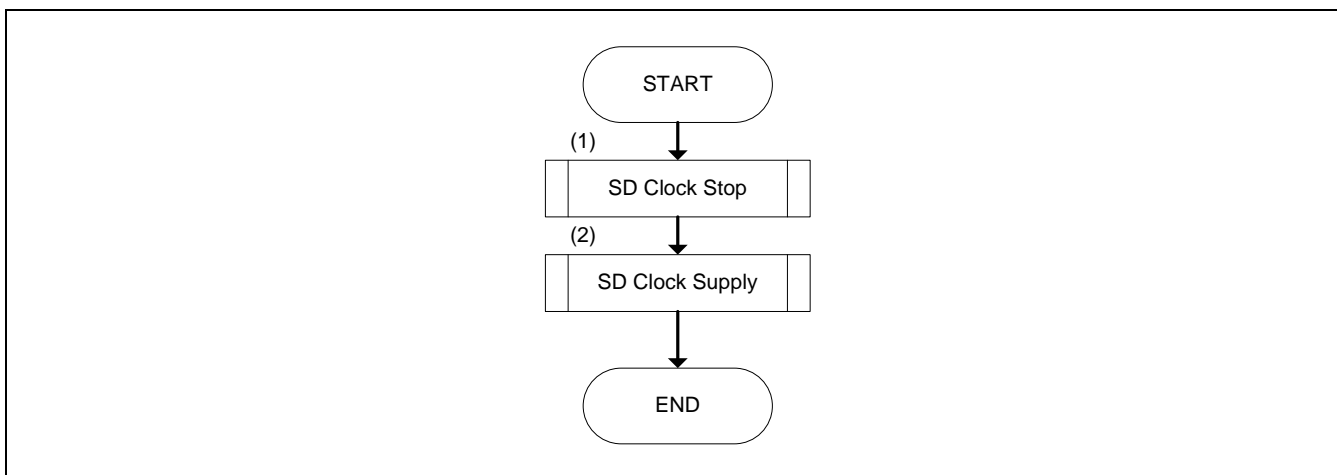 START
(1)
SD Clock Stop
(2)
SD Clock Supply
END